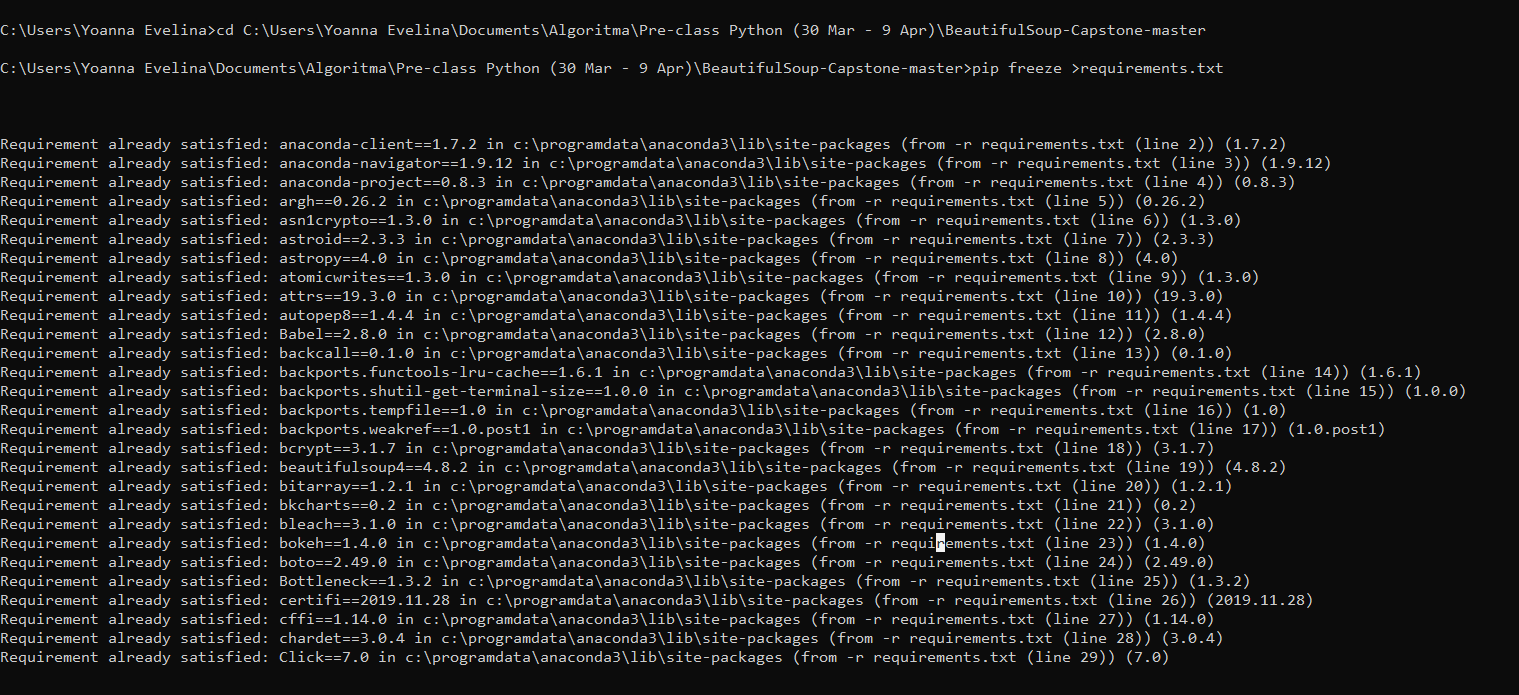 C:\Users\Yoanna Evelina>cd C:\Users\Yoanna Evelina\Documents\Algoritma\Pre-class Python (30 Mar - 9 Apr)\BeautifulSoup-Capstone-master
C:\Users\Yoanna Evelina\Documents\Algoritma\Pre-class Python (30 Mar - 9 Apr)\BeautifulSoup-Capstone-master>pip freeze >requirements.txt
Requirement already satisfied: anaconda-client==1.7.2 in c:\programdata\anaconda3\lib\site-packages (from -r requirements.txt (line 2)) (1.7.2)
Requirement already satisfied: anaconda-navigator==1.9.12 in c:\programdata\anaconda3\lib\site-packages (from -r requirements.txt (line 3)) (1.9.12)
Requirement already satisfied: anaconda-project==0.8.3 in c:\programdata\anaconda3\lib\site-packages (from -r requirements.txt (line 4)) (0.8.3)
Requirement already satisfied: argh==0.26.2 in c:\programdata\anaconda3\lib\site-packages (from -r requirements.txt (line 5)) (0.26.2)
Requirement already satisfied: asn1crypto==1.3.0 in c:\programdata\anaconda3\lib\site-packages (from -r requirements.txt (line 6)) (1.3.0)
Requirement already satisfied: astroid==2.3.3 in c:\programdata\anaconda3\lib\site-packages (from -r requirements.txt (line 7)) (2.3.3)
Requirement already satisfied: astropy==4.0 in c:\programdata\anaconda3\lib\site-packages (from -r requirements.txt (line 8)) (4.0)
Requirement already satisfied: atomicwrites==1.3.0 in c:\programdata\anaconda3\lib\site-packages (from -r requirements.txt (line 9)) (1.3.0)
Requirement already satisfied: attrs==19.3.0 in c:\programdata\anaconda3\lib\site-packages (from -r requirements.txt (line 10)) (19.3.0)
Requirement already satisfied: autopep8==1.4.4 in c:\programdata\anaconda3\lib\site-packages (from -r requirements.txt (line 11)) (1.4.4)
Requirement already satisfied: Babel==2.8.0 in c:\programdata\anaconda3\lib\site-packages (from -r requirements.txt (line 12)) (2.8.0)
Requirement already satisfied: backcall==0.1.0 in c:\programdata\anaconda3\lib\site-packages (from -r requirements.txt (line 13)) (0.1.0)
Requirement already satisfied: backports.functools-lru-cache==1.6.1 in c:\programdata\anaconda3\lib\site-packages (from -r requirements.txt (line 14)) (1.6.1)
Requirement already satisfied: backports.shutil-get-terminal-size==1.0.0 in c:\programdata\anaconda3\lib\site-packages (from -r requirements.txt (line 15)) (1.0.0)
Requirement already satisfied: backports.tempfile==1.0 in c:\programdata\anaconda3\lib\site-packages (from -r requirements.txt (line 16)) (1.0)
Requirement already satisfied: backports.weakref==1.0.post1 in c:\programdata\anaconda3\lib\site-packages (from -r requirements.txt (line 17)) (1.0.post1)
Requirement already satisfied: bcrypt==3.1.7 in c:\programdata\anaconda3\lib\site-packages (from -r requirements.txt (line 18)) (3.1.7)
Requirement already satisfied: beautifulsoup4==4.8.2 in c:\programdata\anaconda3\lib\site-packages (from -r requirements.txt (line 19)) (4.8.2)
Requirement already satisfied: bitarray==1.2.1 in c:\programdata\anaconda3\lib\site-packages (from -r requirements.txt (line 20)) (1.2.1)
Requirement already satisfied: bkcharts==0.2 in c:\programdata\anaconda3\lib\site-packages (from -r requirements.txt (line 21)) (0.2)
Requirement already satisfied: bleach==3.1.0 in c:\programdata\anaconda3\lib\site-packages (from -r requirements.txt (line 22)) (3.1.0)
Requirement already satisfied: bokeh==1.4.0 in c:\programdata\anaconda3\lib\site-packages (from -r requirements.txt (line 23)) (1.4.0)
Requirement already satisfied: boto==2.49.0 in c:\programdata\anaconda3\lib\site-packages (from -r requirements.txt (line 24)) (2.49.0)
Requirement already satisfied: Bottleneck==1.3.2 in c:\programdata\anaconda3\lib\site-packages (from -r requirements.txt (line 25)) (1.3.2)
Requirement already satisfied: certifi==2019.11.28 in c:\programdata\anaconda3\lib\site-packages (from -r requirements.txt (line 26)) (2019.11.28)
Requirement already satisfied: cffi==1.14.0 in c:\programdata\anaconda3\lib\site-packages (from -r requirements.txt (line 27)) (1.14.0)
Requirement already satisfied: chardet==3.0.4 in c:\programdata\anaconda3\lib\site-packages (from -r requirements.txt (line 28)) (3.0.4)
Requirement already satisfied: Click==7.0 in c:\programdata\anaconda3\lib\site-packages (from -r requirements.txt (line 29)) (7.0)